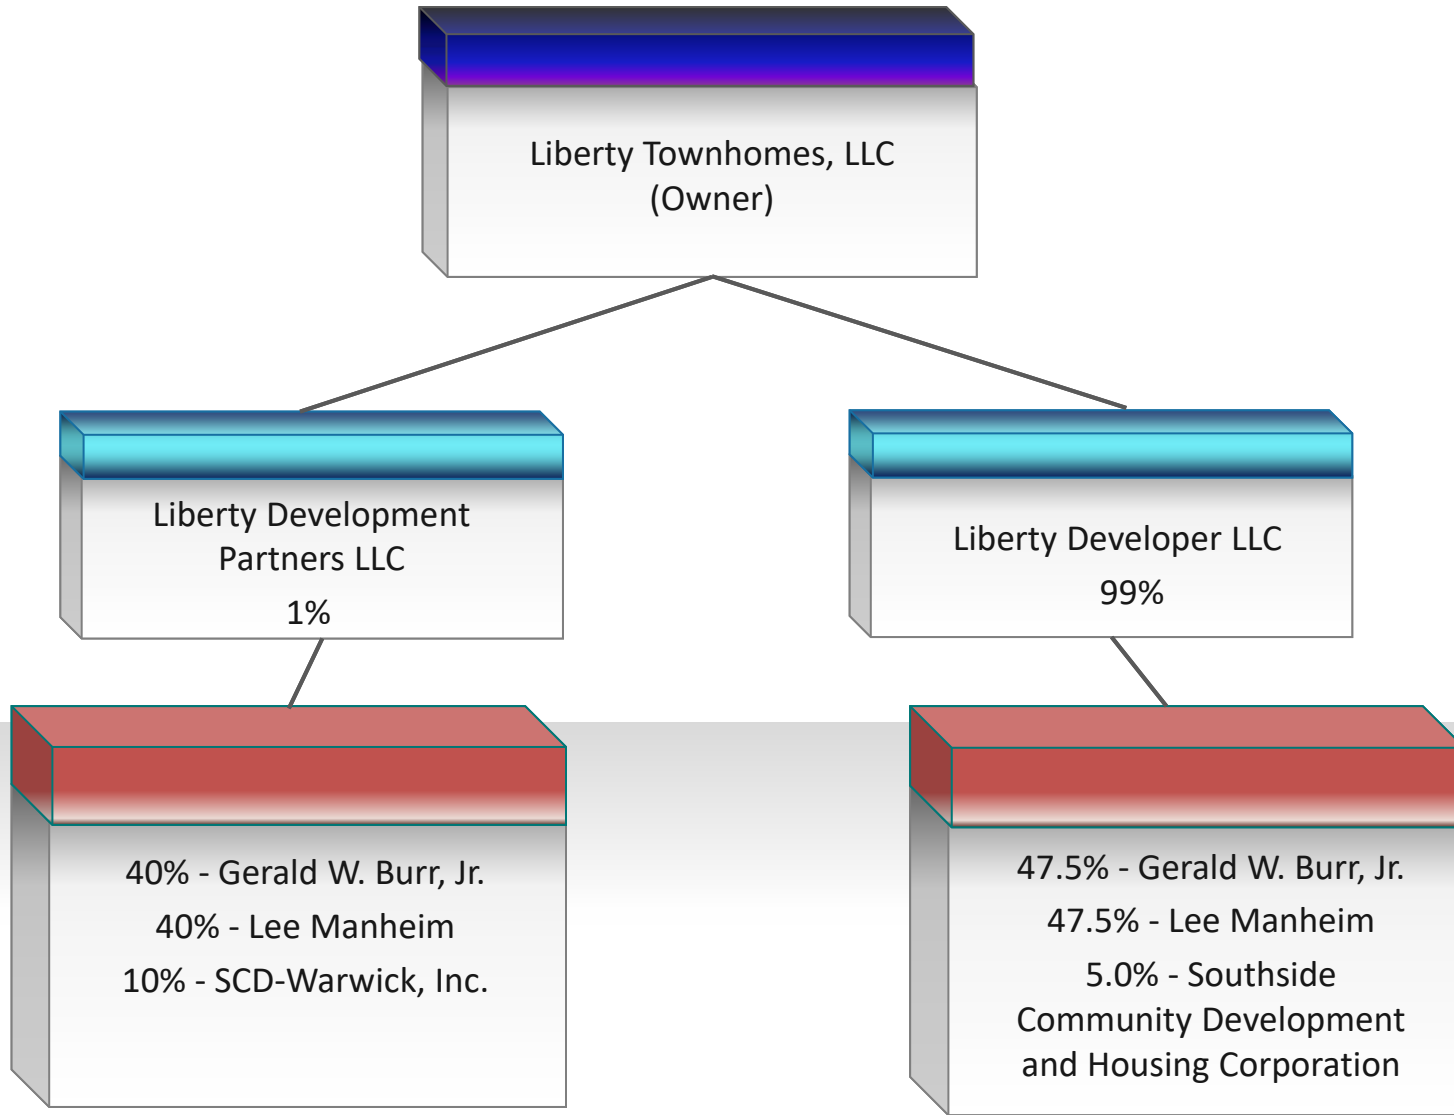 Liberty Townhomes, LLC
(Owner)
Liberty Development
Partners LLC
1%
Liberty Developer LLC
99%
40% - Gerald W. Burr, Jr.
40% - Lee Manheim
10% - SCD-Warwick, Inc.
47.5% - Gerald W. Burr, Jr.
47.5% - Lee Manheim
5.0% - Southside
Community Development
and Housing Corporation